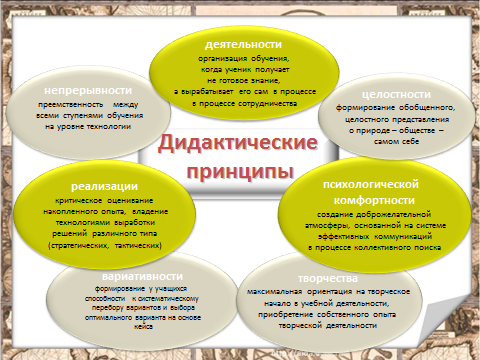 деятельности
организация обучения,
когда ученик получает
не готовое знание,
а вырабатывает его сам в процессе
в процессе сотрудничества
непрерывности
преемственность между
всеми ступенями обучения
на уровне технологии
целостности
формирование обобщенного,
целостного представления
о природе – обществе –
самом себе
Дидактические
принципы
реализации
критическое оценивание
накопленного опыта, владение
технологиями выработки
решений различного типа
(стратегических, тактических)
психологической
комфортности
создание доброжелательной
атмосферы, основанной на системе
эффективных коммуникаций
в процессе коллективного поиска
вариативности
формирование у учащихся
способности к систематическому
перебору вариантов и выбора
оптимального варианта на основе
кейса
творчества
максимальная ориентация на творческое
начало в учебной деятельности,
приобретение собственного опыта
творческой деятельности